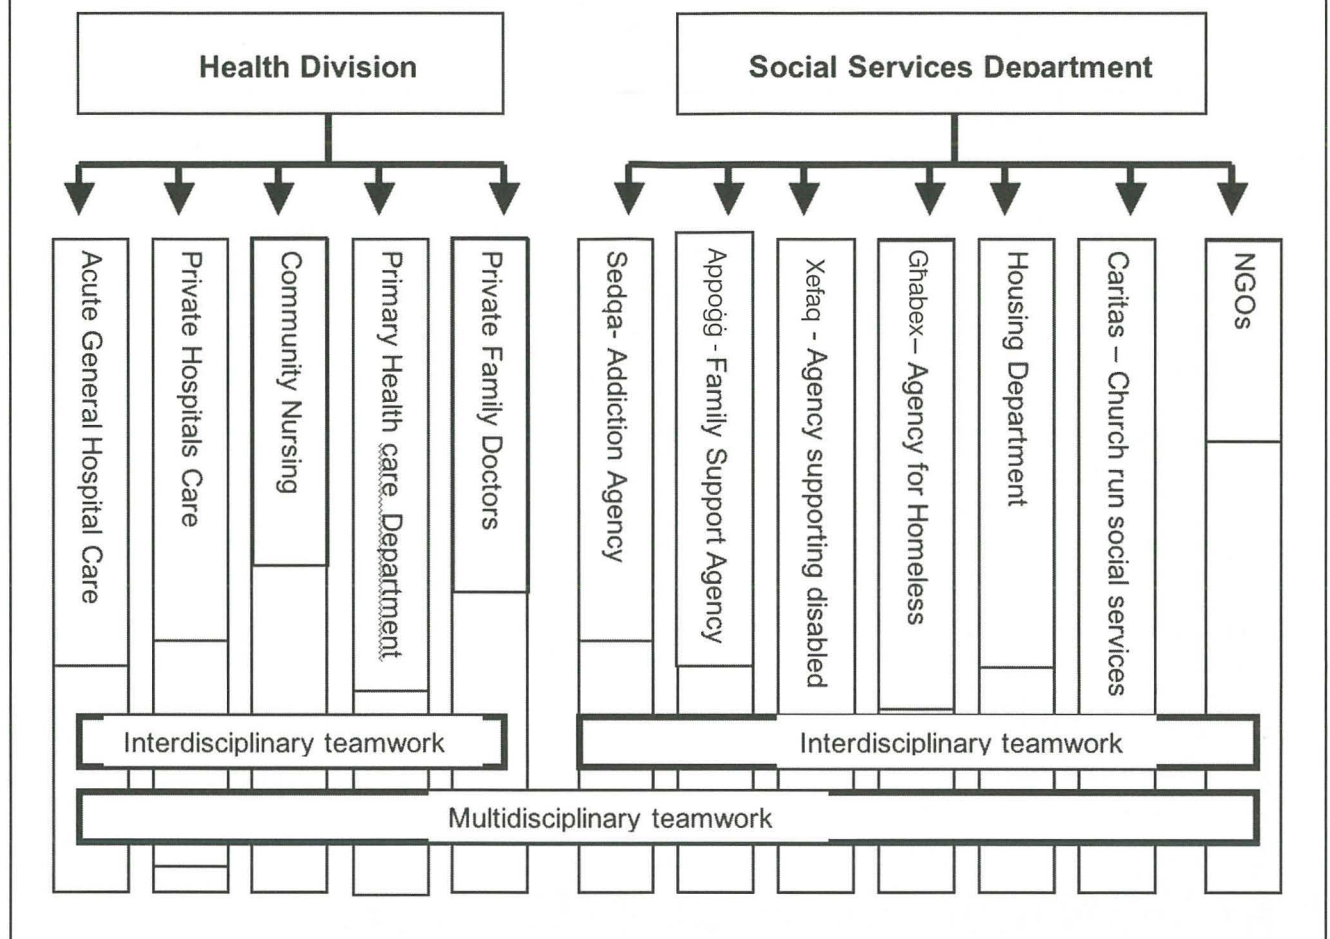 Health Division
Social Services Department
Acute General Hospital Care
Private Hospitals Care
Community Nursing
Primary Health care Department
Private Family Doctors
Sedqa- Addiction Agency
Appoġġ - Family Support Agency
Xefaq - Agency supporting disabled
Għabex– Agency for Homeless
Housing Department
Caritas – Church run social services
NGOs
Interdisciplinary teamwork
Interdisciplinary teamwork
Multidisciplinary teamwork